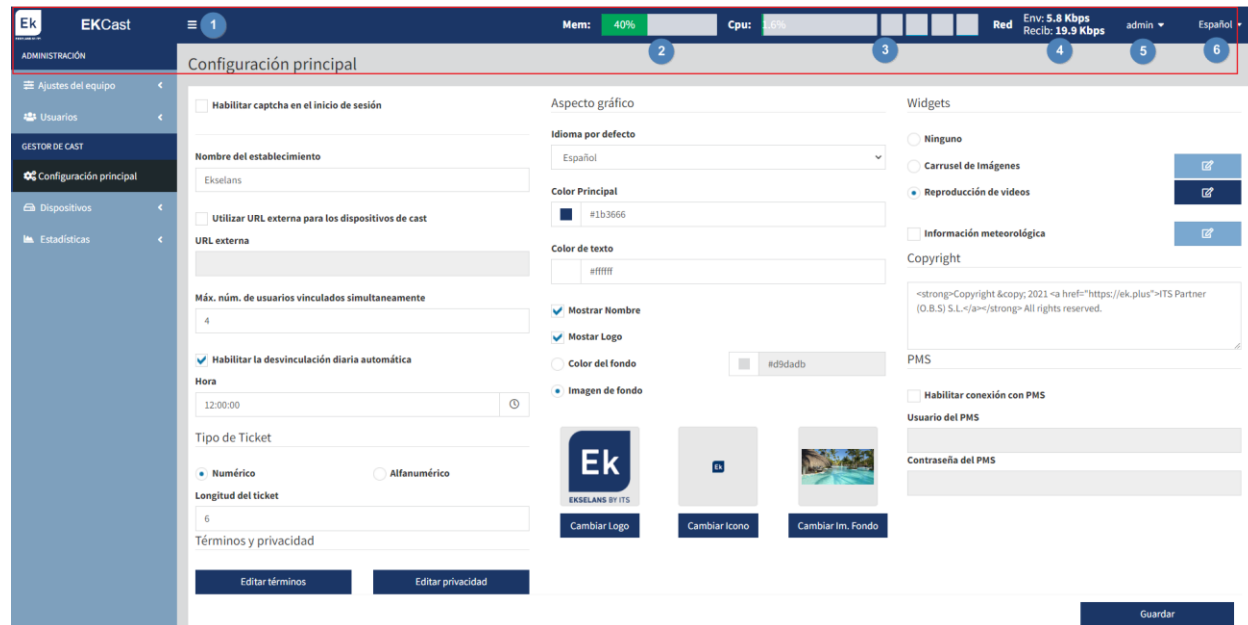 Ek
EKSELANS BY ITS
EKCast
1
Mem: 40%
2
Cpu: 1.6%
3
Red
Env: 5.8 Kbps
Recib: 19.9 Kbps
4
admin
5
Español
6
ADMINISTRACIÓN
Ajustes del equipo
Usuarios
GESTOR DE CAST
Configuración principal
Dispositivos
Estadísticas
Configuración principal
Habilitar captcha en el inicio de sesión
Nombre del establecimiento
Ekselans
Utilizar URL externa para los dispositivos de cast
URL externa
Máx. núm. de usuarios vinculados simultaneamente
4
Habilitar la desvinculación diaria automática
Hora
12:00:00
Tipo de Ticket
Numérico
Alfanumérico
Longitud del ticket
6
Términos y privacidad
Editar términos
Editar privacidad
Aspecto gráfico
Idioma por defecto
Español
Color Principal
#1b3666
Color de texto
#ffffff
Mostrar Nombre
Mostar Logo
Color del fondo
#d9dadb
Imagen de fondo
Ek
EKSELANS BY ITS
Ek
Cambiar Logo
Cambiar Icono
Cambiar Im. Fondo
Widgets
Ninguno
Carrusel de Imágenes
Reproducción de videos
Información meteorológica
Copyright
<strong>Copyright &copy; 2021 <a href="https://ek.plus">ITS Partner
(O.B.S) S.L.</a></strong> All rights reserved.
PMS
Habilitar conexión con PMS
Usuario del PMS
Contraseña del PMS
Guardar